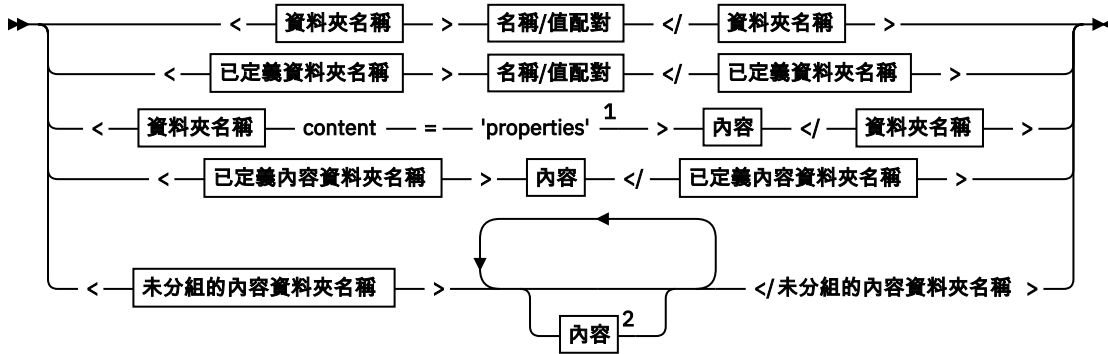 < 資料夾名稱 > 名稱/值配對 </ 資料夾名稱 >
< 已定義資料夾名稱 > 名稱/值配對 </ 已定義資料夾名稱 >
< 資料夾名稱 content = 'properties' 1 > 內容 </ 資料夾名稱 >
< 已定義內容資料夾名稱 > 內容 </ 已定義內容資料夾名稱 >
< 未分組的內容資料夾名稱 > </ 未分組的內容資料夾名稱 >
內容 2